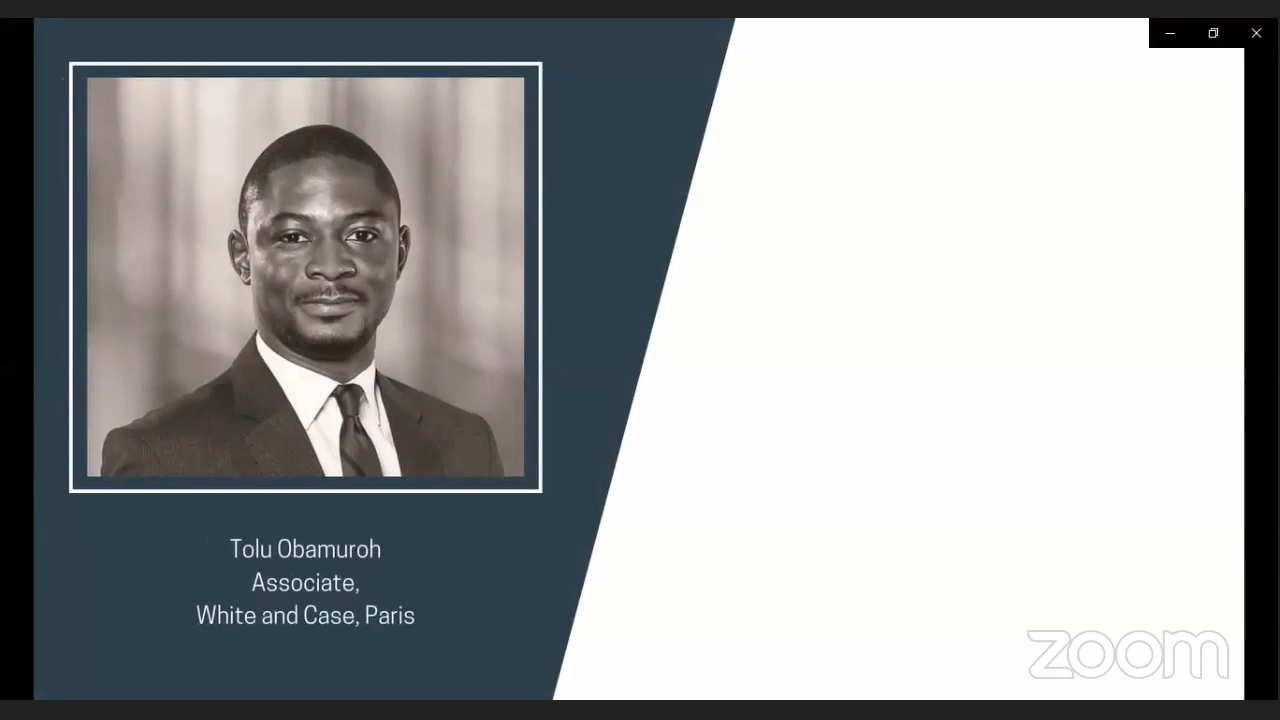 Tolu Obamuroh
Associate,
White and Case, Paris
zoom